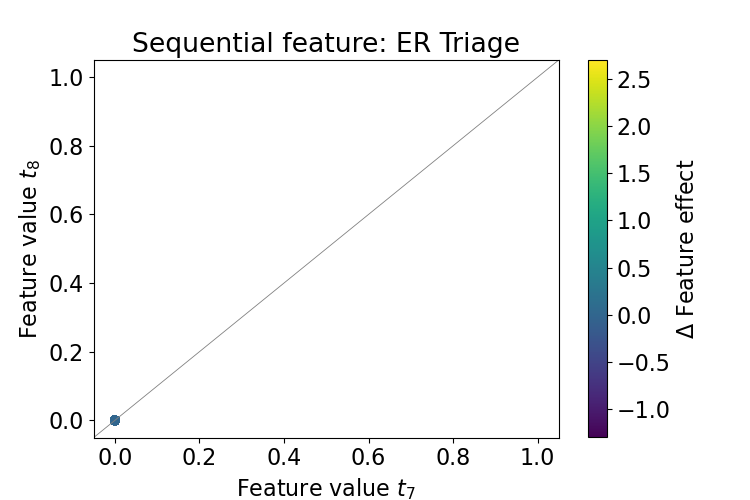 Sequential feature: ER Triage
1.0
0.8
0.6
0.4
0.2
0.0
Feature value t₈
0.0 0.2 0.4 0.6 0.8 1.0
Feature value t₇
2.5
2.0
1.5
1.0
0.5
0.0
−0.5
−1.0
Δ Feature effect